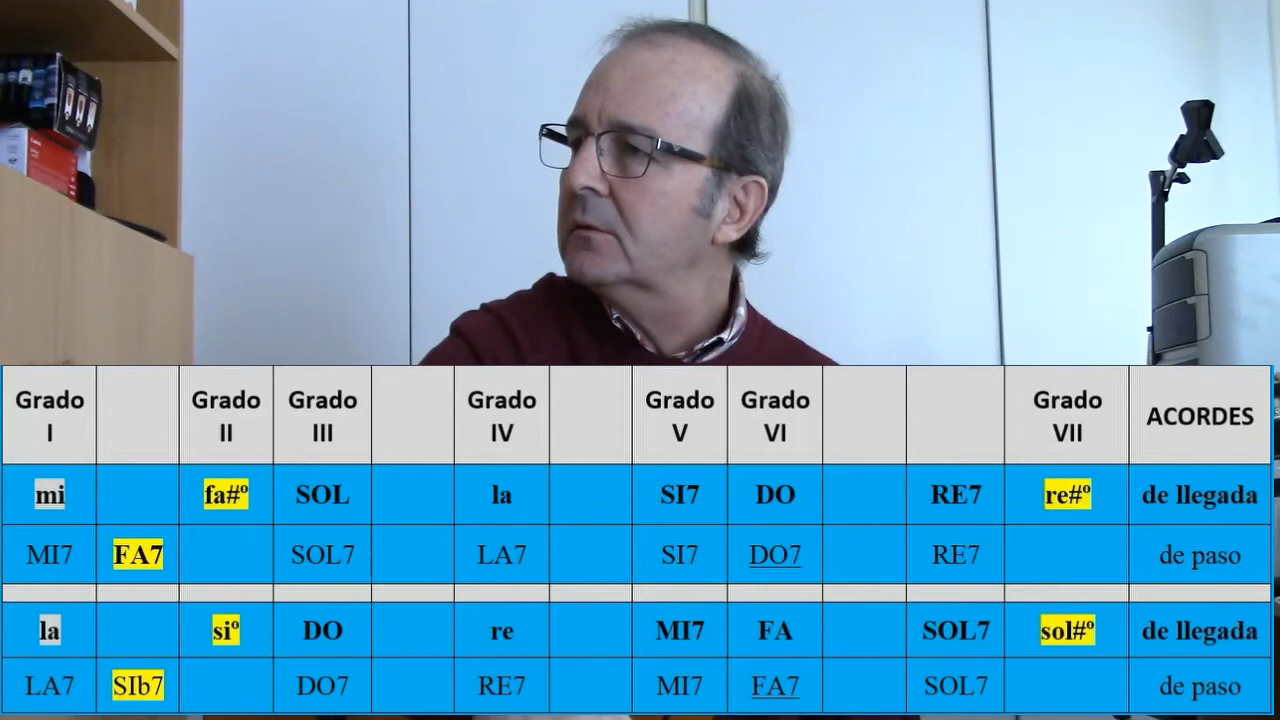 Grado I Grado II Grado III Grado IV Grado V Grado VI Grado VII ACORDES
mi fa#º SOL la SI7 DO RE7 re#º de llegada
MI7 FA7 SOL7 LA7 SI7 DO7 RE7 de paso
la siº DO re MI7 FA SOL7 sol#º de llegada
LA7 SIb7 DO7 RE7 MI7 FA7 SOL7 de paso